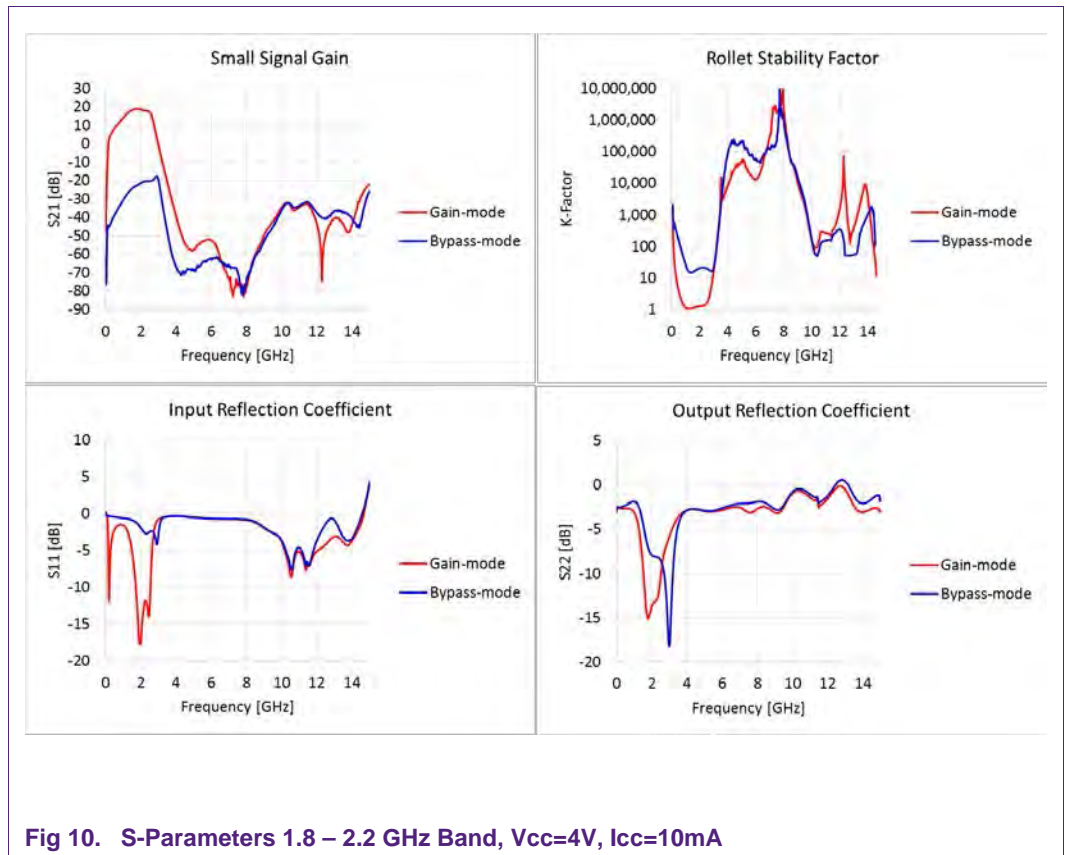 Small Signal Gain
30
20
10
0
-10
-20
-30
-40
-50
-60
-70
-80
-90
S21 [dB]
0 2 4 6 8 10 12 14
Frequency [GHz]
Gain-mode
Bypass-mode
Rollet Stability Factor
10,000,000
1,000,000
100,000
10,000
1,000
100
10
1
K-Factor
0 2 4 6 8 10 12 14
Frequency [GHz]
Gain-mode
Bypass-mode
Input Reflection Coefficient
10
5
0
-5
-10
-15
-20
S11 [dB]
0 2 4 6 8 10 12 14
Frequency [GHz]
Gain-mode
Bypass-mode
Output Reflection Coefficient
5
0
-5
-10
-15
-20
S22 [dB]
0 2 4 6 8 10 12 14
Frequency [GHz]
Gain-mode
Bypass-mode
Fig 10. S-Parameters 1.8 – 2.2 GHz Band, Vcc=4V, Icc=10mA